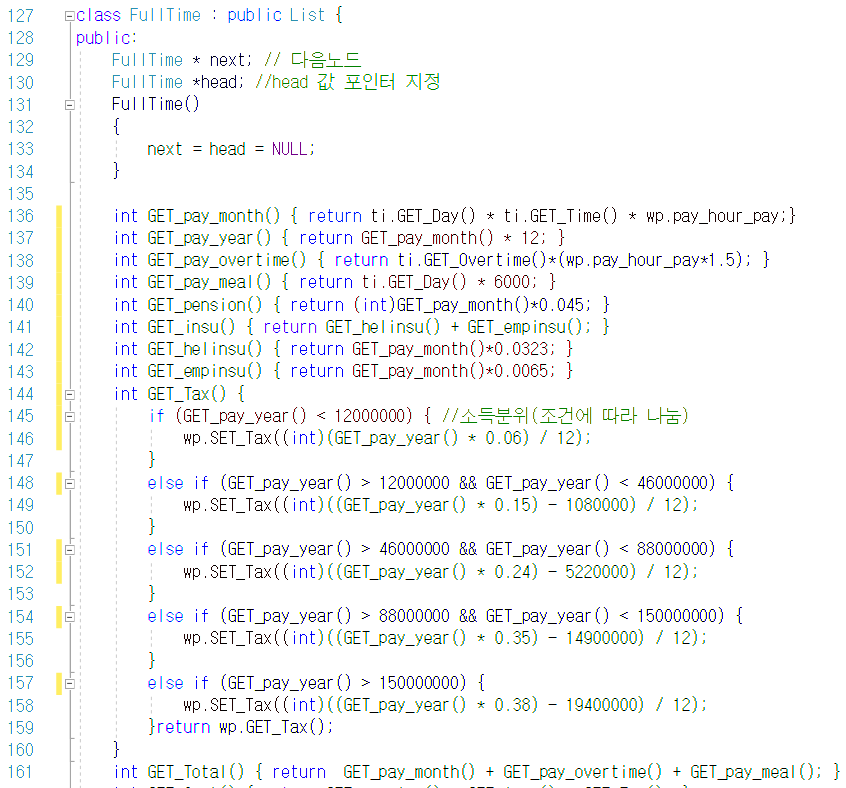 127 class FullTime : public List {
128 public:
129 FullTime * next; // 다음노드
130 FullTime *head; //head 값 포인터 지정
131 FullTime()
132 {
133 next = head = NULL;
134 }
135
136 int GET_pay_month() { return ti.GET_Day() * ti.GET_Time() * wp.pay_hour_pay;}
137 int GET_pay_year() { return GET_pay_month() * 12; }
138 int GET_pay_overtime() { return ti.GET_Overtime()*(wp.pay_hour_pay*1.5); }
139 int GET_pay_meal() { return ti.GET_Day() * 6000; }
140 int GET_pension() { return (int)GET_pay_month()*0.045; }
141 int GET_insu() { return GET_helinsu() + GET_empinsu(); }
142 int GET_helinsu() { return GET_pay_month()*0.0323; }
143 int GET_empinsu() { return GET_pay_month()*0.0065; }
144 int GET_Tax() {
145 if (GET_pay_year() < 12000000) { //소득분위(조건에 따라 나눔)
146 wp.SET_Tax((int)(GET_pay_year() * 0.06) / 12);
147 }
148 else if (GET_pay_year() > 12000000 && GET_pay_year() < 46000000) {
149 wp.SET_Tax((int)((GET_pay_year() * 0.15) - 1080000) / 12);
150 }
151 else if (GET_pay_year() > 46000000 && GET_pay_year() < 88000000) {
152 wp.SET_Tax((int)((GET_pay_year() * 0.24) - 5220000) / 12);
153 }
154 else if (GET_pay_year() > 88000000 && GET_pay_year() < 150000000) {
155 wp.SET_Tax((int)((GET_pay_year() * 0.35) - 14900000) / 12);
156 }
157 else if (GET_pay_year() > 150000000) {
158 wp.SET_Tax((int)((GET_pay_year() * 0.38) - 19400000) / 12);
159 }return wp.GET_Tax();
160 }
161 int GET_Total() { return GET_pay_month() + GET_pay_overtime() + GET_pay_meal(); }